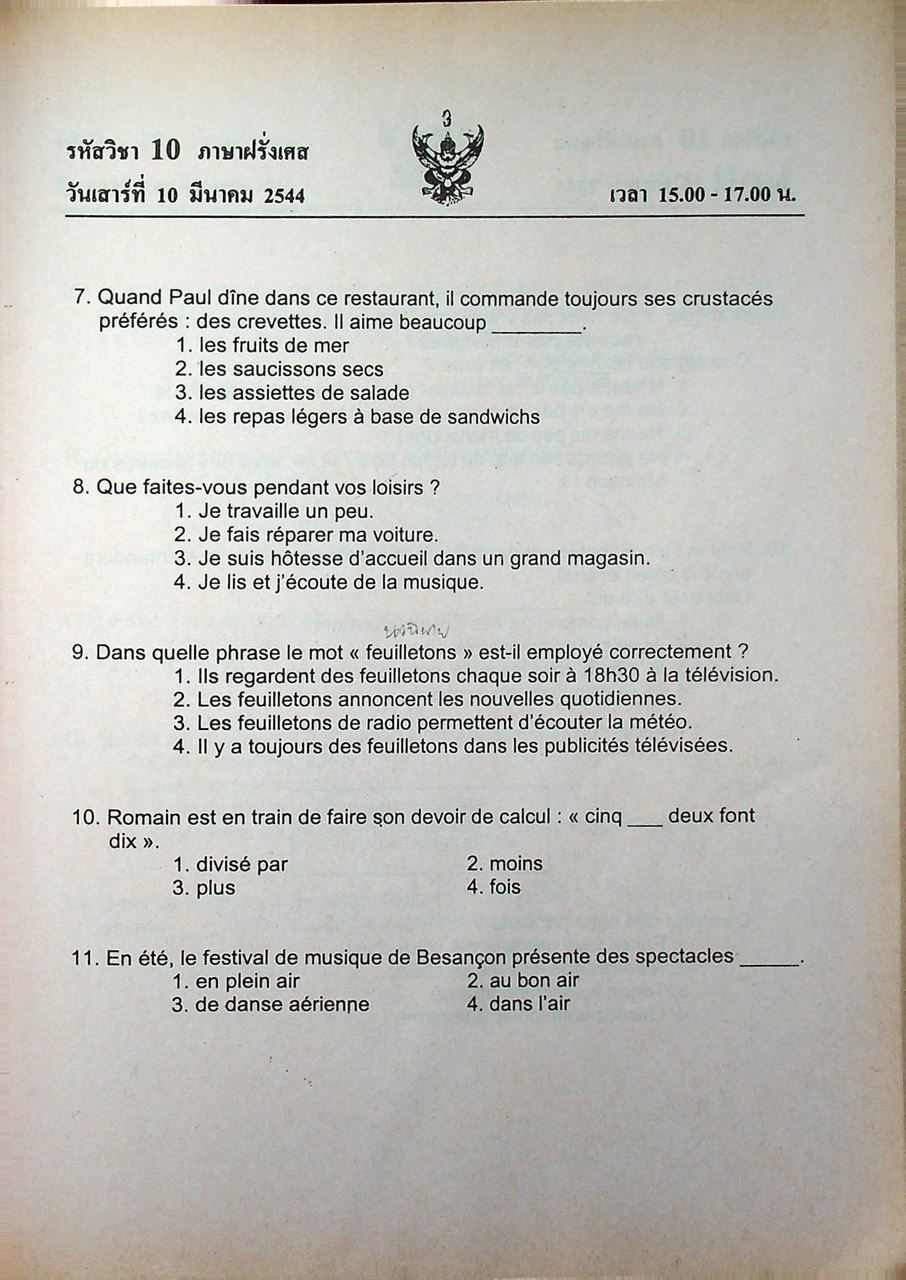 3
รหัสวิชา 10 ภาษาฝรั่งเศส
วันเสาร์ที่ 10 มีนาคม 2544 เวลา 15.00 - 17.00 น.
7. Quand Paul dîne dans ce restaurant, il commande toujours ses crustacés
préférés : des crevettes. Il aime beaucoup ________.
1. les fruits de mer
2. les saucissons secs
3. les assiettes de salade
4. les repas légers à base de sandwichs
8. Que faites-vous pendant vos loisirs ?
1. Je travaille un peu.
2. Je fais réparer ma voiture.
3. Je suis hôtesse d'accueil dans un grand magasin.
4. Je lis et j'écoute de la musique.
9. Dans quelle phrase le mot « feuilletons » est-il employé correctement ?
1. Ils regardent des feuilletons chaque soir à 18h30 à la télévision.
2. Les feuilletons annoncent les nouvelles quotidiennes.
3. Les feuilletons de radio permettent d'écouter la météo.
4. Il y a toujours des feuilletons dans les publicités télévisées.
10. Romain est en train de faire son devoir de calcul : « cinq ___ deux font
dix ».
1. divisé par 2. moins
3. plus 4. fois
11. En été, le festival de musique de Besançon présente des spectacles _____.
1. en plein air 2. au bon air
3. de danse aérienne 4. dans l'air